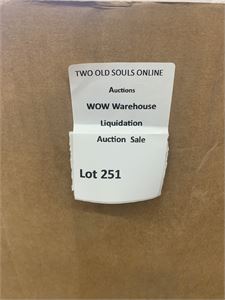 TWO OLD SOULS ONLINE
Auctions
WOW Warehouse
Liquidation
Auction Sale
Lot 251